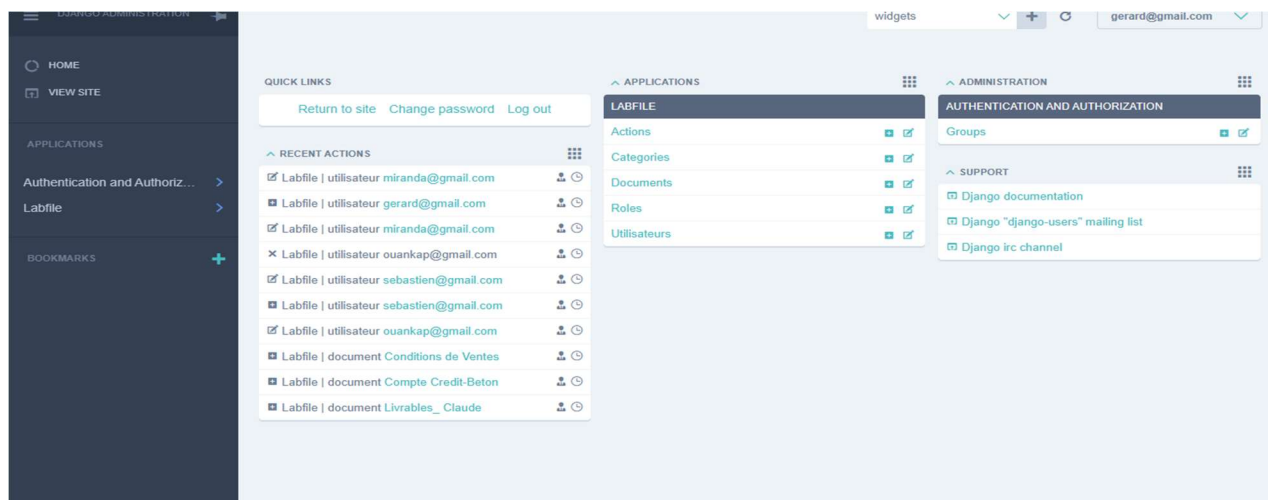 DJANGO ADMINISTRATION
widgets
gerard@gmail.com
HOME
VIEW SITE
APPLICATIONS
Authentication and Authoriz...
Labfile
BOOKMARKS
QUICK LINKS
Return to site Change password Log out
RECENT ACTIONS
Labfile | utilisateur miranda@gmail.com
Labfile | utilisateur gerard@gmail.com
Labfile | utilisateur miranda@gmail.com
Labfile | utilisateur ouankap@gmail.com
Labfile | utilisateur sebastien@gmail.com
Labfile | utilisateur sebastien@gmail.com
Labfile | utilisateur ouankap@gmail.com
Labfile | document Conditions de Ventes
Labfile | document Compte Credit-Beton
Labfile | document Livrables_ Claude
APPLICATIONS
LABFILE
Actions
Categories
Documents
Roles
Utilisateurs
ADMINISTRATION
AUTHENTICATION AND AUTHORIZATION
Groups
SUPPORT
Django documentation
Django "django-users" mailing list
Django irc channel